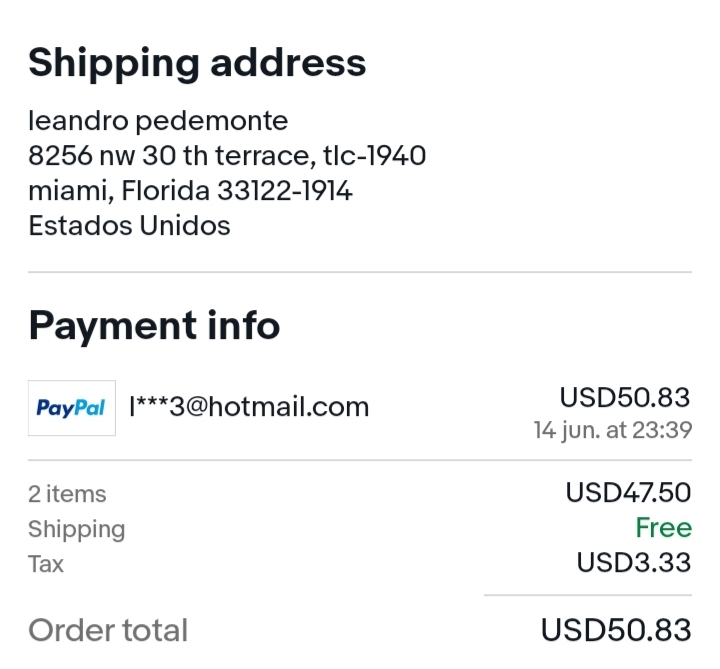 Shipping address
leandro pedemonte
8256 nw 30 th terrace, tlc-1940
miami, Florida 33122-1914
Estados Unidos
Payment info
PayPal l***3@hotmail.com USD50.83
14 jun. at 23:39
2 items USD47.50
Shipping Free
Tax USD3.33
Order total USD50.83